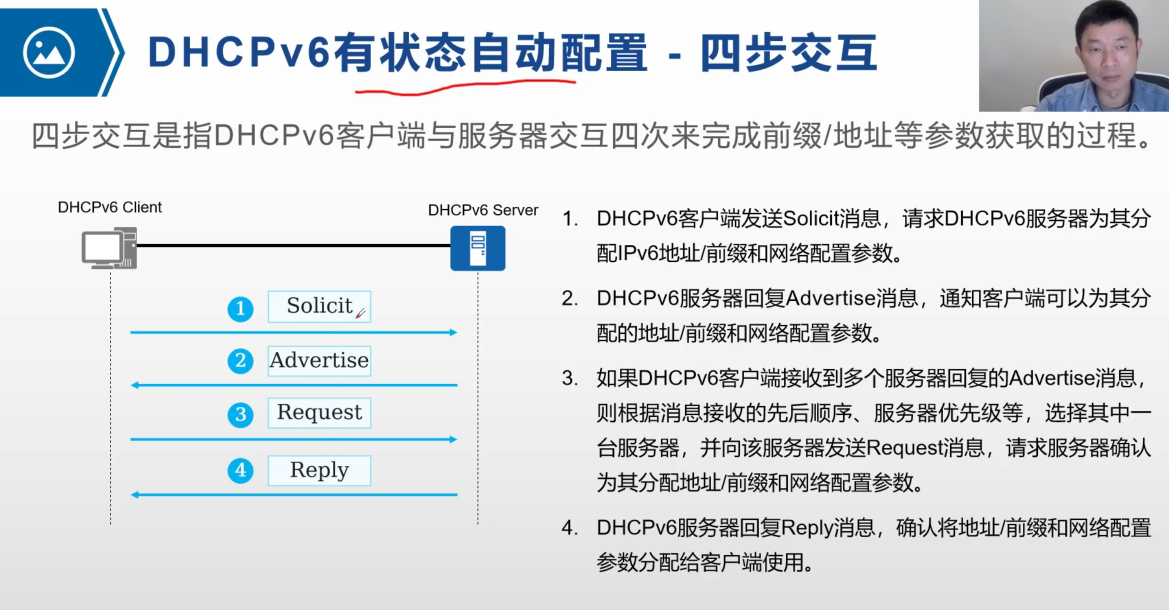 DHCPv6有状态自动配置 - 四步交互
四步交互是指DHCPv6客户端与服务器交互四次来完成前缀/地址等参数获取的过程。
DHCPv6 Client
DHCPv6 Server
1 Solicit
2 Advertise
3 Request
4 Reply
1. DHCPv6客户端发送Solicit消息，请求DHCPv6服务器为其分
配IPv6地址/前缀和网络配置参数。
2. DHCPv6服务器回复Advertise消息，通知客户端可以为其分
配的地址/前缀和网络配置参数。
3. 如果DHCPv6客户端接收到多个服务器回复的Advertise消息，
则根据消息接收的先后顺序、服务器优先级等，选择其中一
台服务器，并向该服务器发送Request消息，请求服务器确认
为其分配地址/前缀和网络配置参数。
4. DHCPv6服务器回复Reply消息，确认将地址/前缀和网络配置
参数分配给客户端使用。